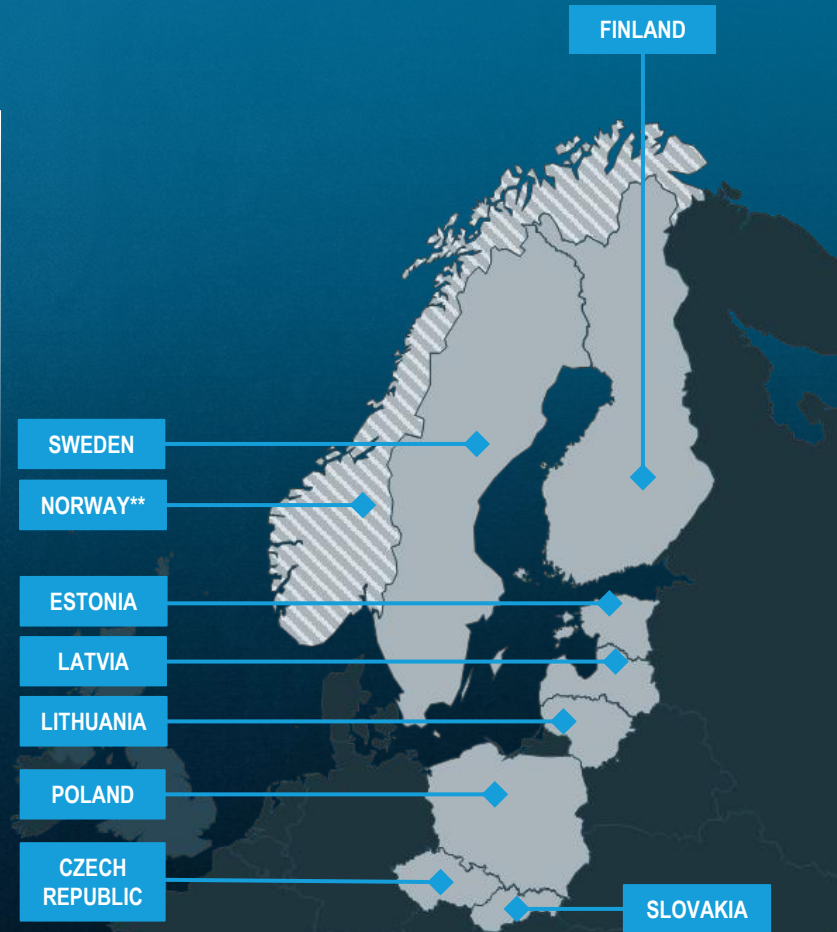 FINLAND
SWEDEN
NORWAY**
ESTONIA
LATVIA
LITHUANIA
POLAND
CZECH
REPUBLIC
SLOVAKIA